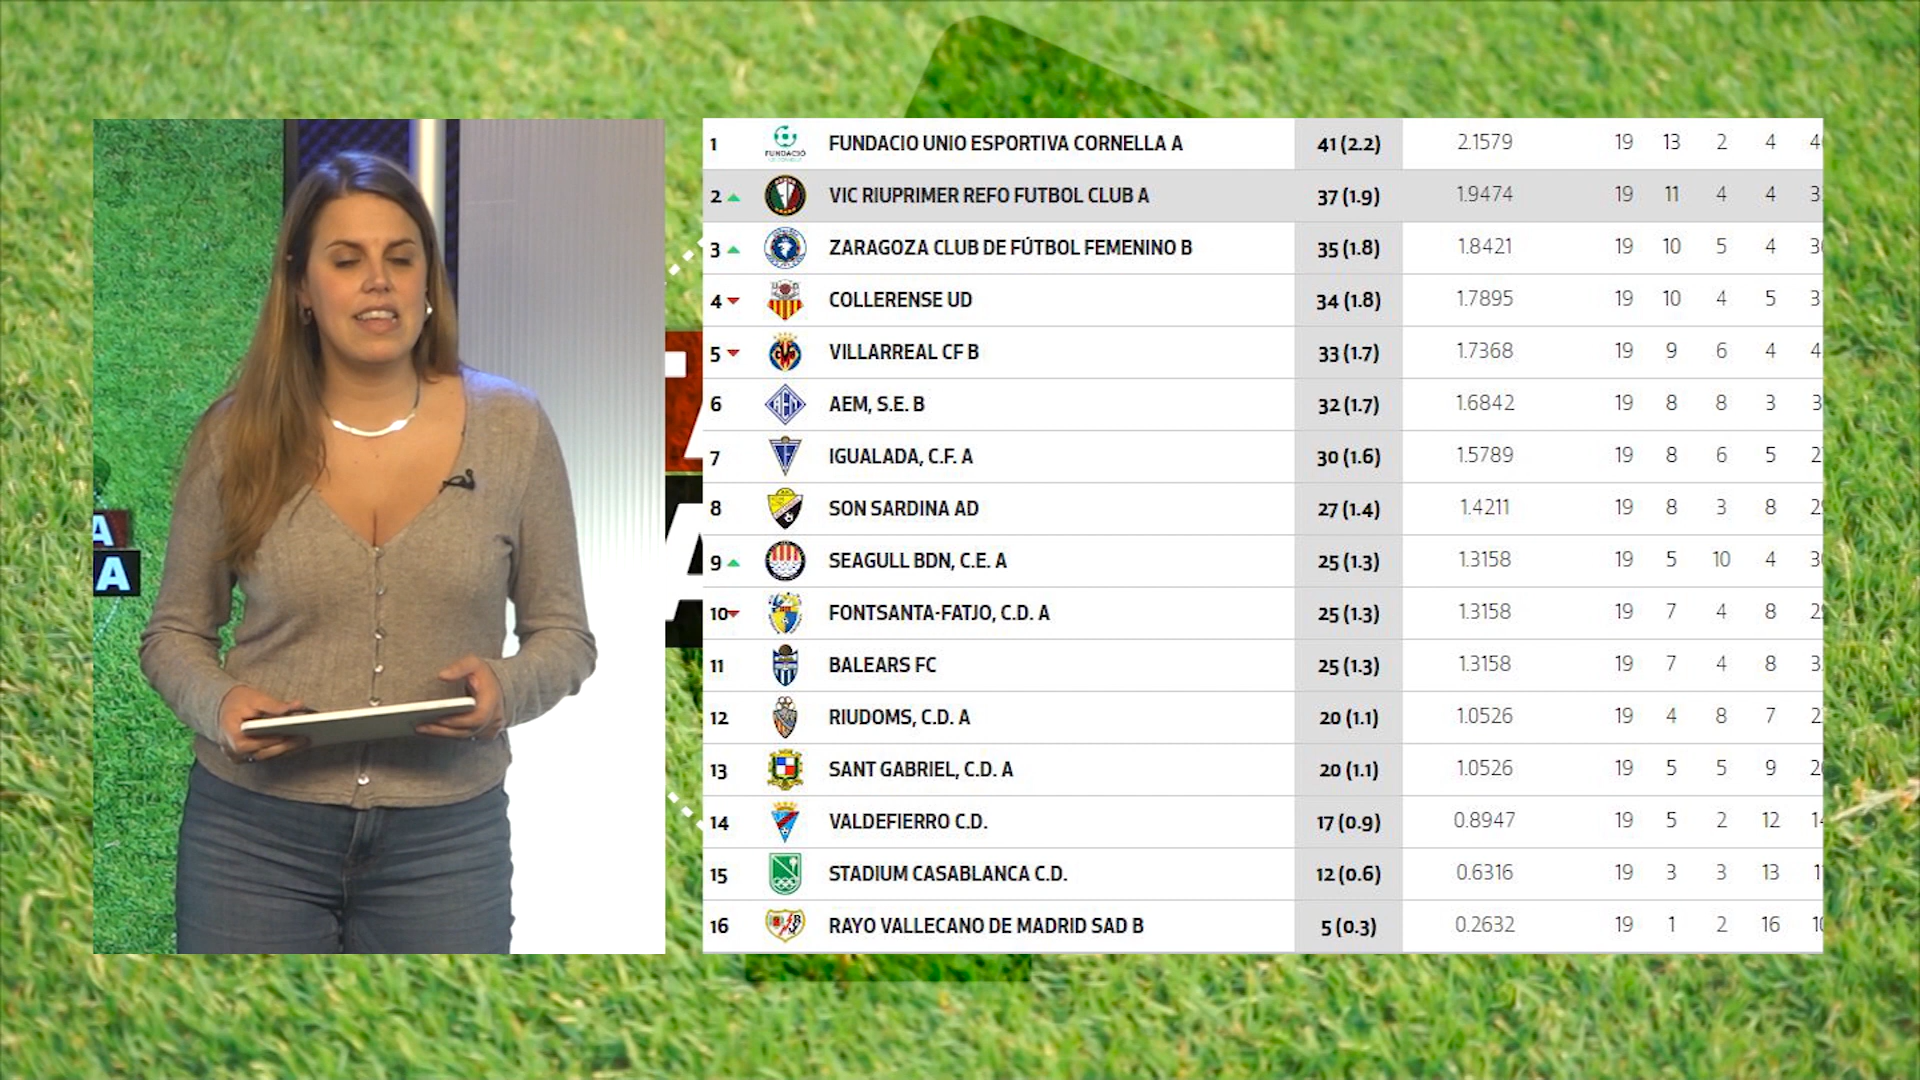 1 FUNDACIO UNIO ESPORTIVA CORNELLA A 41 (2.2) 2.1579 19 13 2 4
2 VIC RIUPRIMER REFO FUTBOL CLUB A 37 (1.9) 1.9474 19 11 4 4
3 ZARAGOZA CLUB DE FÚTBOL FEMENINO B 35 (1.8) 1.8421 19 10 5 4
4 COLLERENSE UD 34 (1.8) 1.7895 19 10 4 5
5 VILLARREAL CF B 33 (1.7) 1.7368 19 9 6 4
6 AEM, S.E. B 32 (1.7) 1.6842 19 8 8 3
7 IGUALADA, C.F. A 30 (1.6) 1.5789 19 8 6 5
8 SON SARDINA AD 27 (1.4) 1.4211 19 8 3 8
9 SEAGULL BDN, C.E. A 25 (1.3) 1.3158 19 5 10 4
10 FONTSANTA-FATJO, C.D. A 25 (1.3) 1.3158 19 7 4 8
11 BALEARS FC 25 (1.3) 1.3158 19 7 4 8
12 RIUDOMS, C.D. A 20 (1.1) 1.0526 19 4 8 7
13 SANT GABRIEL, C.D. A 20 (1.1) 1.0526 19 5 5 9
14 VALDEFIERRO C.D. 17 (0.9) 0.8947 19 5 2 12
15 STADIUM CASABLANCA C.D. 12 (0.6) 0.6316 19 3 3 13
16 RAYO VALLECANO DE MADRID SAD B 5 (0.3) 0.2632 19 1 2 16
A
A